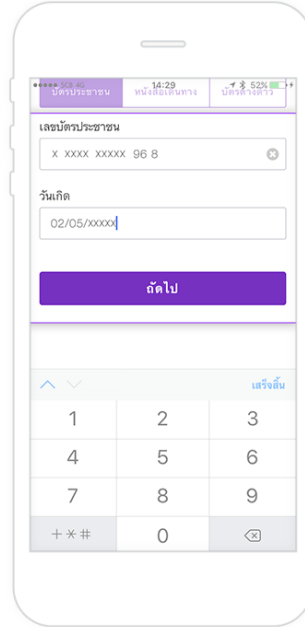 SCB 4G 14:29 52%
บัตรประชาชน หนังสือเดินทาง บัตรต่างด้าว
เลขบัตรประชาชน
x xxxx xxxxx 96 8
วันเกิด
02/05/xxxxx
ถัดไป
เสร็จสิ้น
1 2 3
4 5 6
7 8 9
+ * # 0